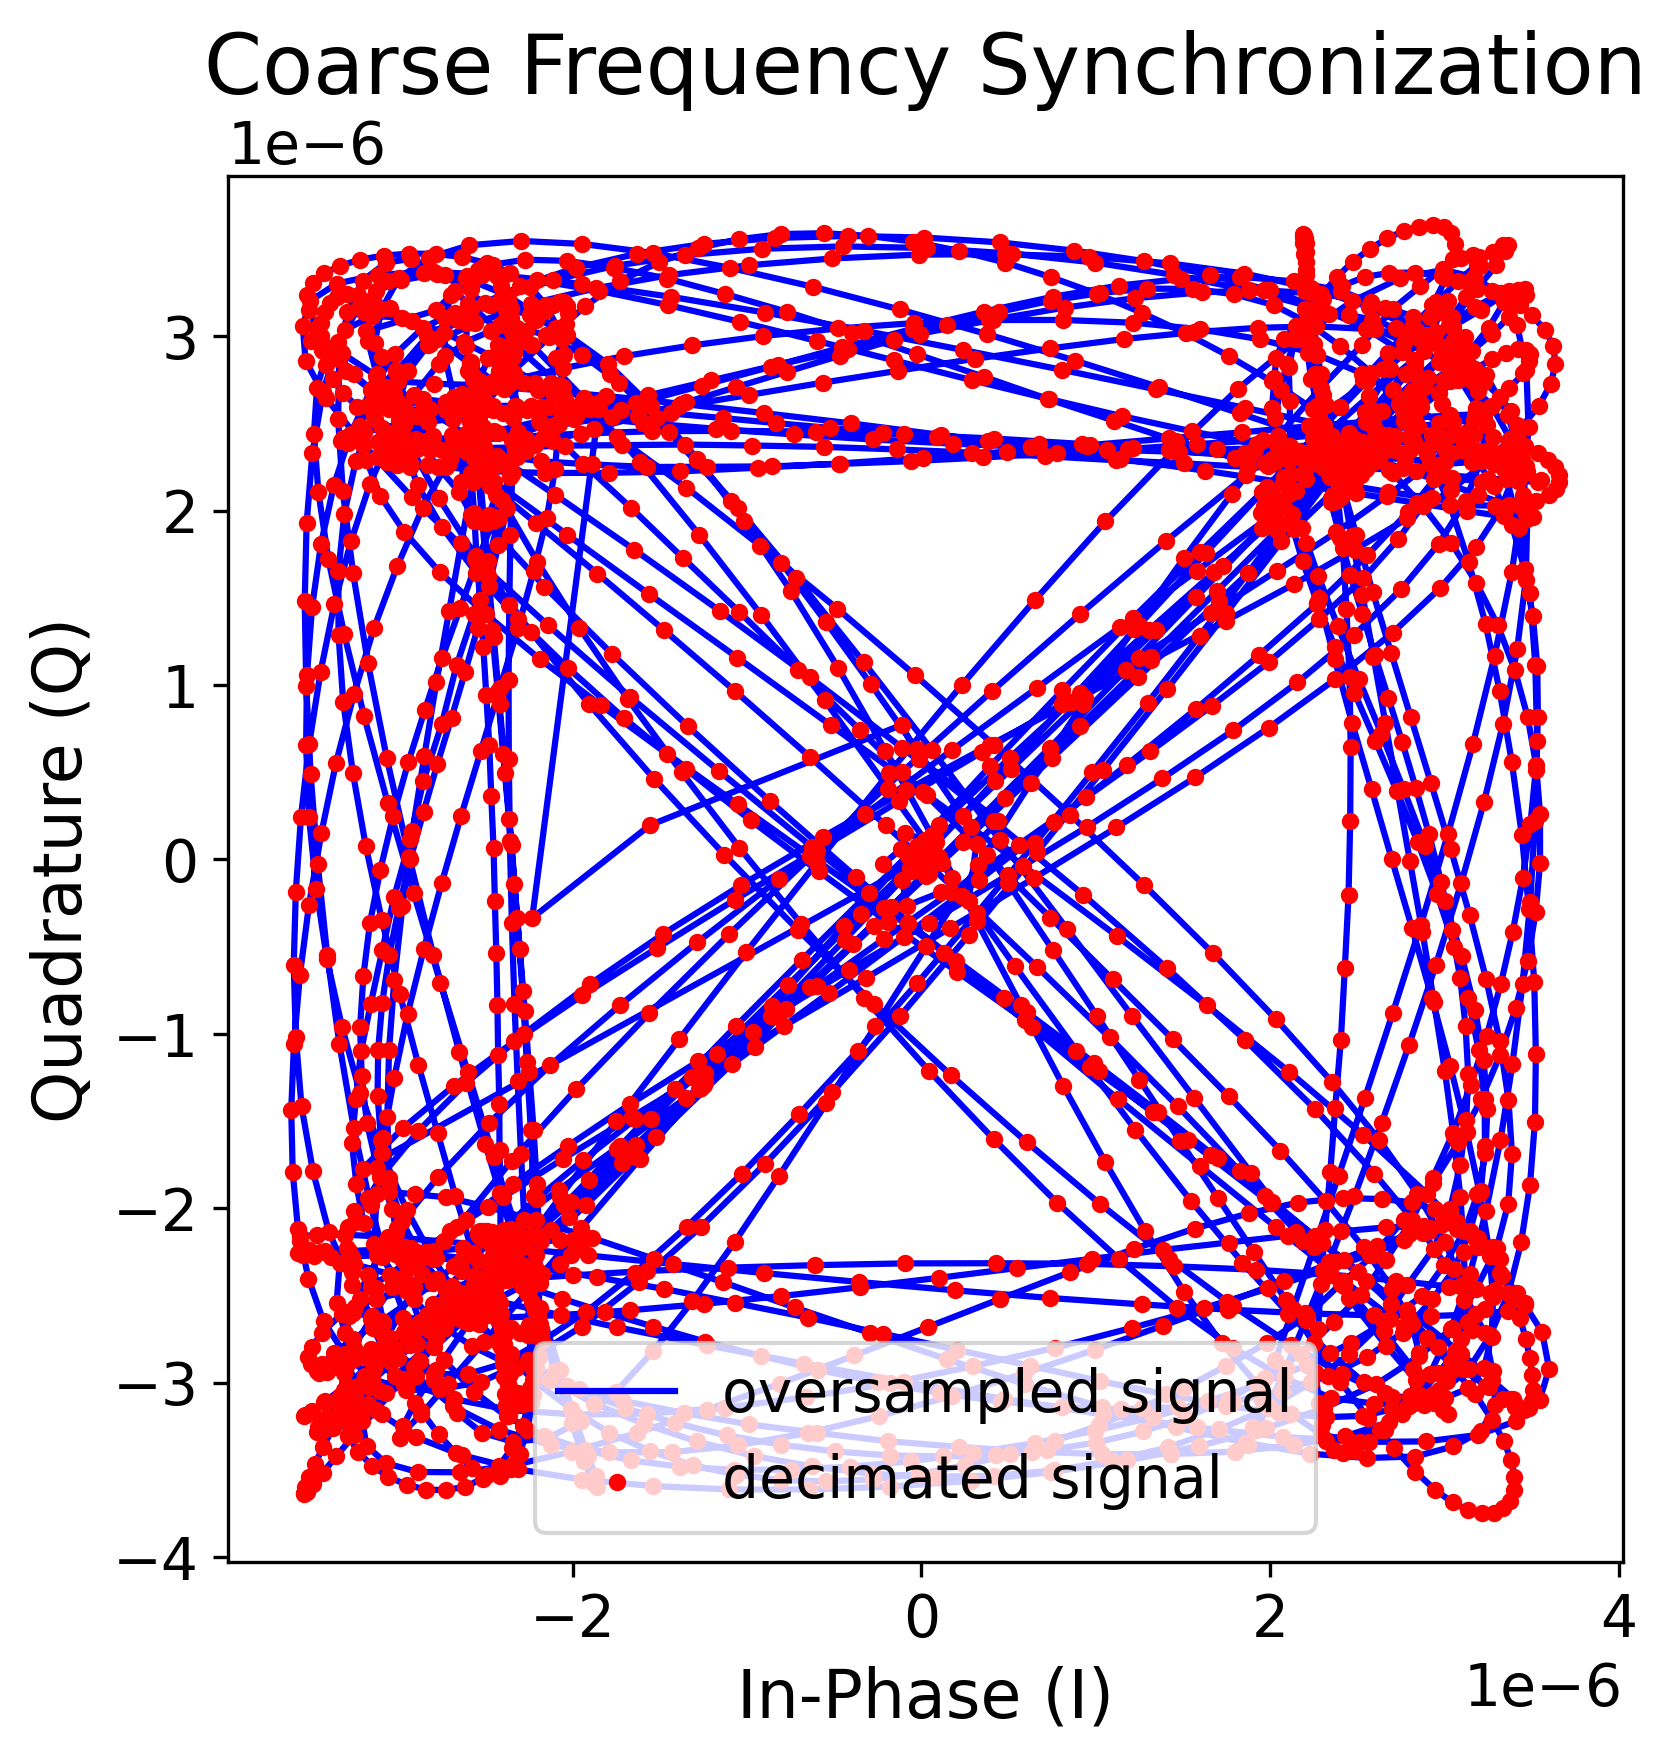 Coarse Frequency Synchronization
1e−6
3
2
1
0
−1
−2
−3
−4
Quadrature (Q)
oversampled signal
decimated signal
−2 0 2 4
1e−6
In-Phase (I)